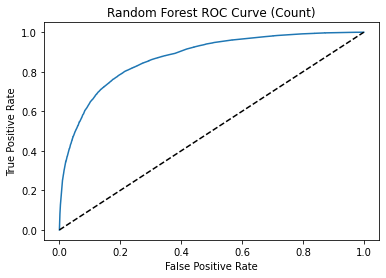 Random Forest ROC Curve (Count)
1.0
0.8
0.6
0.4
0.2
0.0
True Positive Rate
0.0 0.2 0.4 0.6 0.8 1.0
False Positive Rate